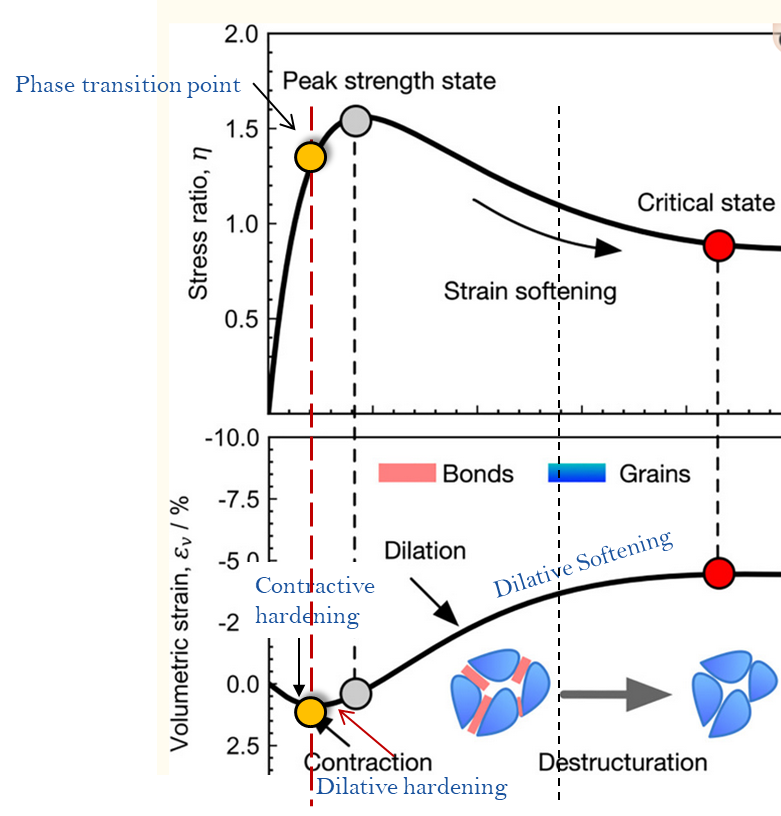 2.0
Phase transition point
Peak strength state
1.5
Stress ratio, η
1.0
Critical state
0.5
Strain softening
-10.0
Bonds
Grains
-7.5
Volumetric strain, εv / %
-5.0
Dilation
Dilative Softening
Contractive
hardening
-2
0.0
2.5
Contraction
Destructuration
Dilative hardening